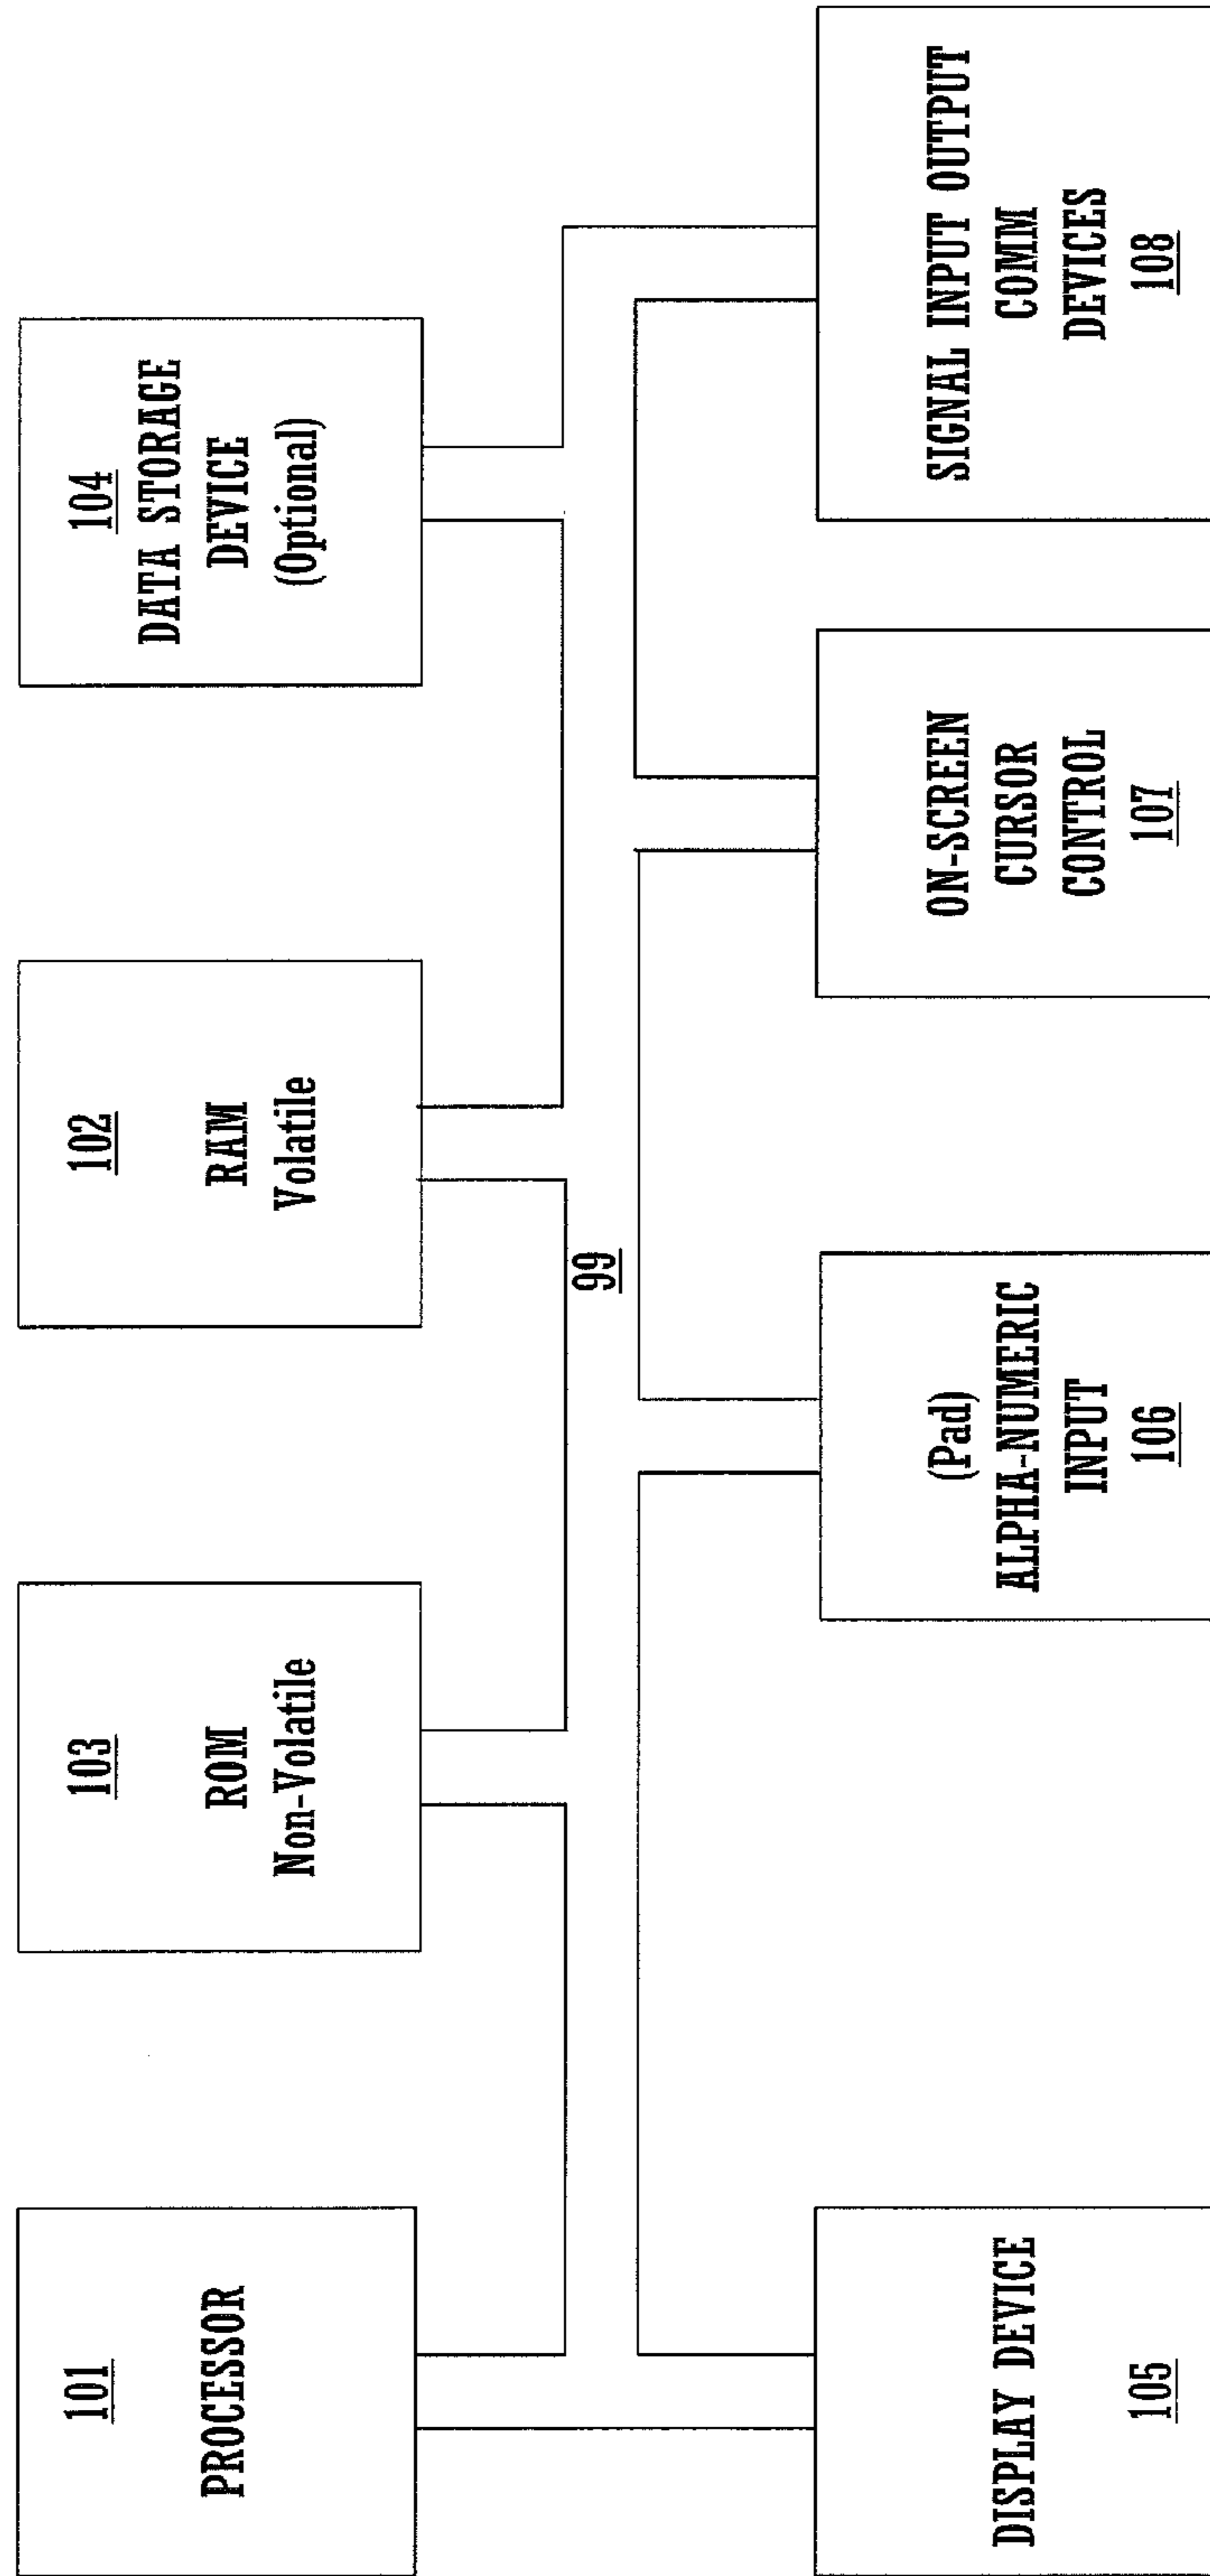 101
PROCESSOR
103
ROM
Non-Volatile
102
RAM
Volatile
104
DATA STORAGE
DEVICE
(Optional)
99
DISPLAY DEVICE
105
(Pad)
ALPHA-NUMERIC
INPUT
106
ON-SCREEN
CURSOR
CONTROL
107
SIGNAL INPUT OUTPUT
COMM
DEVICES
108